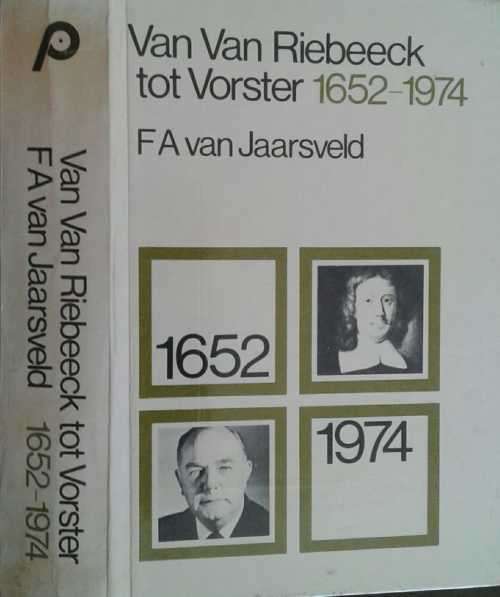 Van Van Riebeeck
tot Vorster 1652-1974
F A van Jaarsveld
1652
1974
Van Van Riebeeck tot Vorster
F A van Jaarsveld 1652-1974